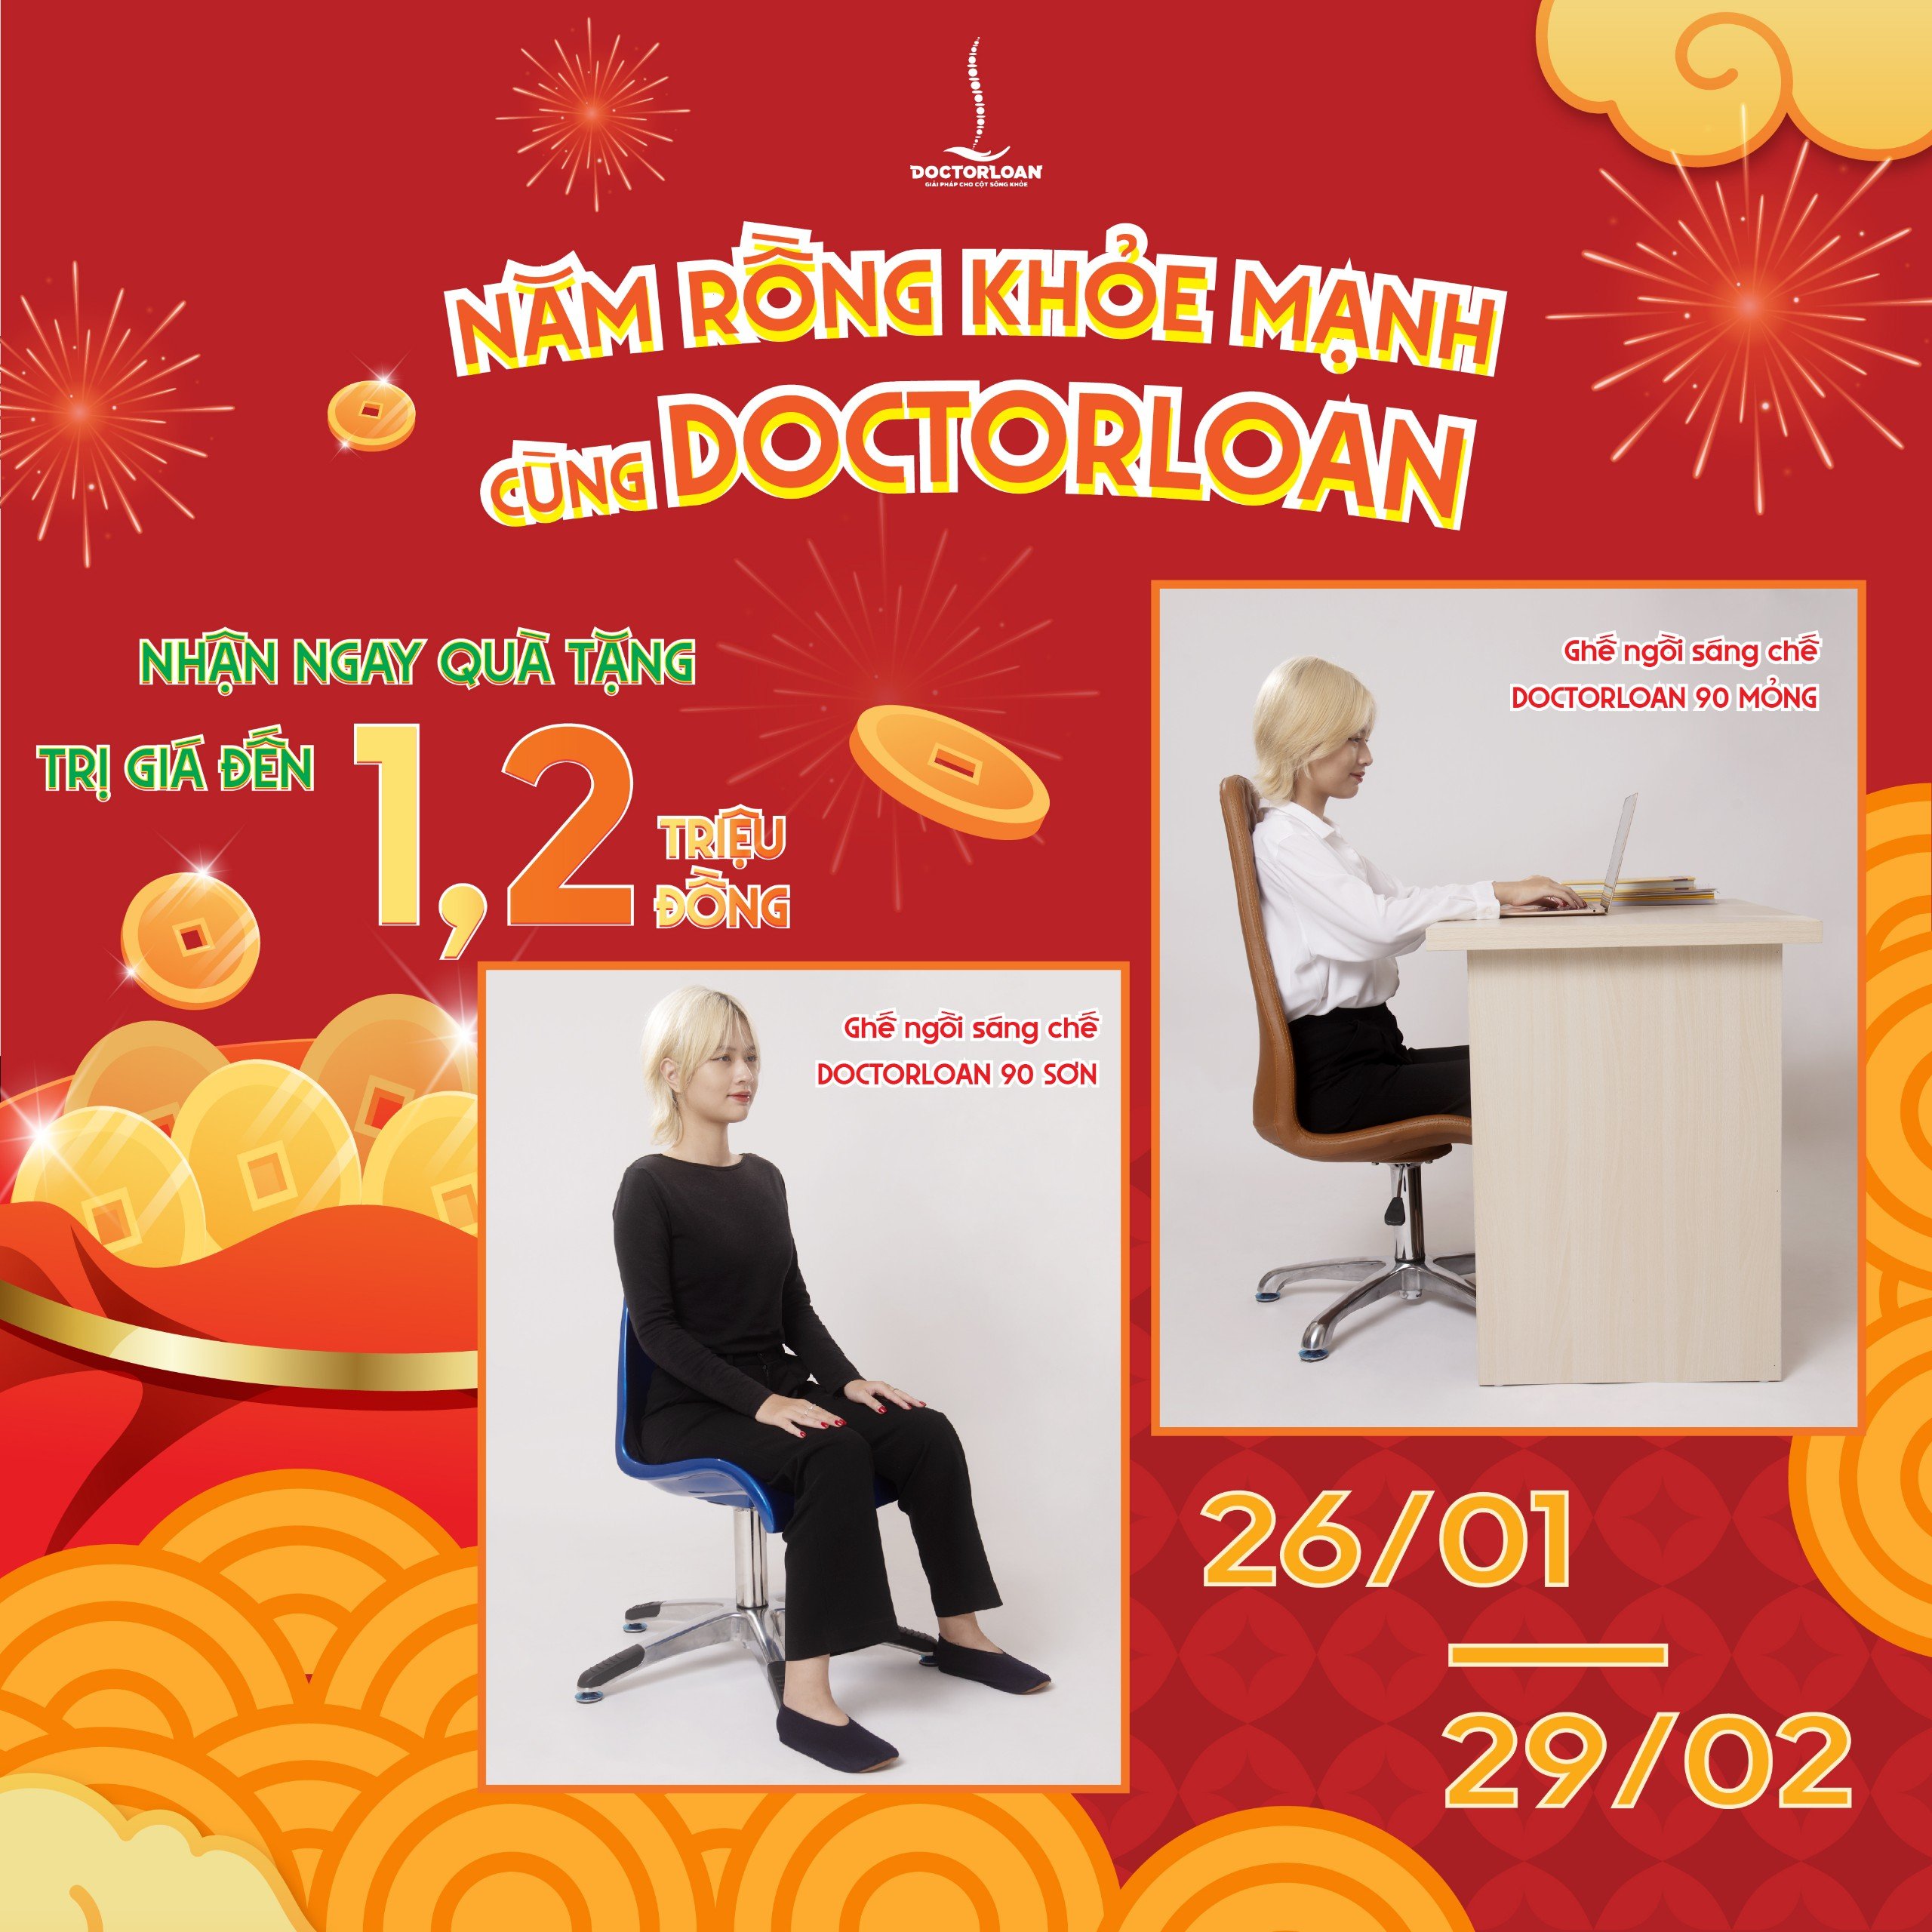 DOCTORLOAN
GIẢI PHÁP CHO CỘT SỐNG KHỎE
NĂM RỒNG KHỎE MẠNH
CÙNG DOCTORLOAN
NHẬN NGAY QUÀ TẶNG
TRỊ GIÁ ĐẾN 1,2 TRIỆU
ĐỒNG
Ghế ngồi sáng chế
DOCTORLOAN 90 MỎNG
Ghế ngồi sáng chế
DOCTORLOAN 90 SƠN
26/01
—
29/02